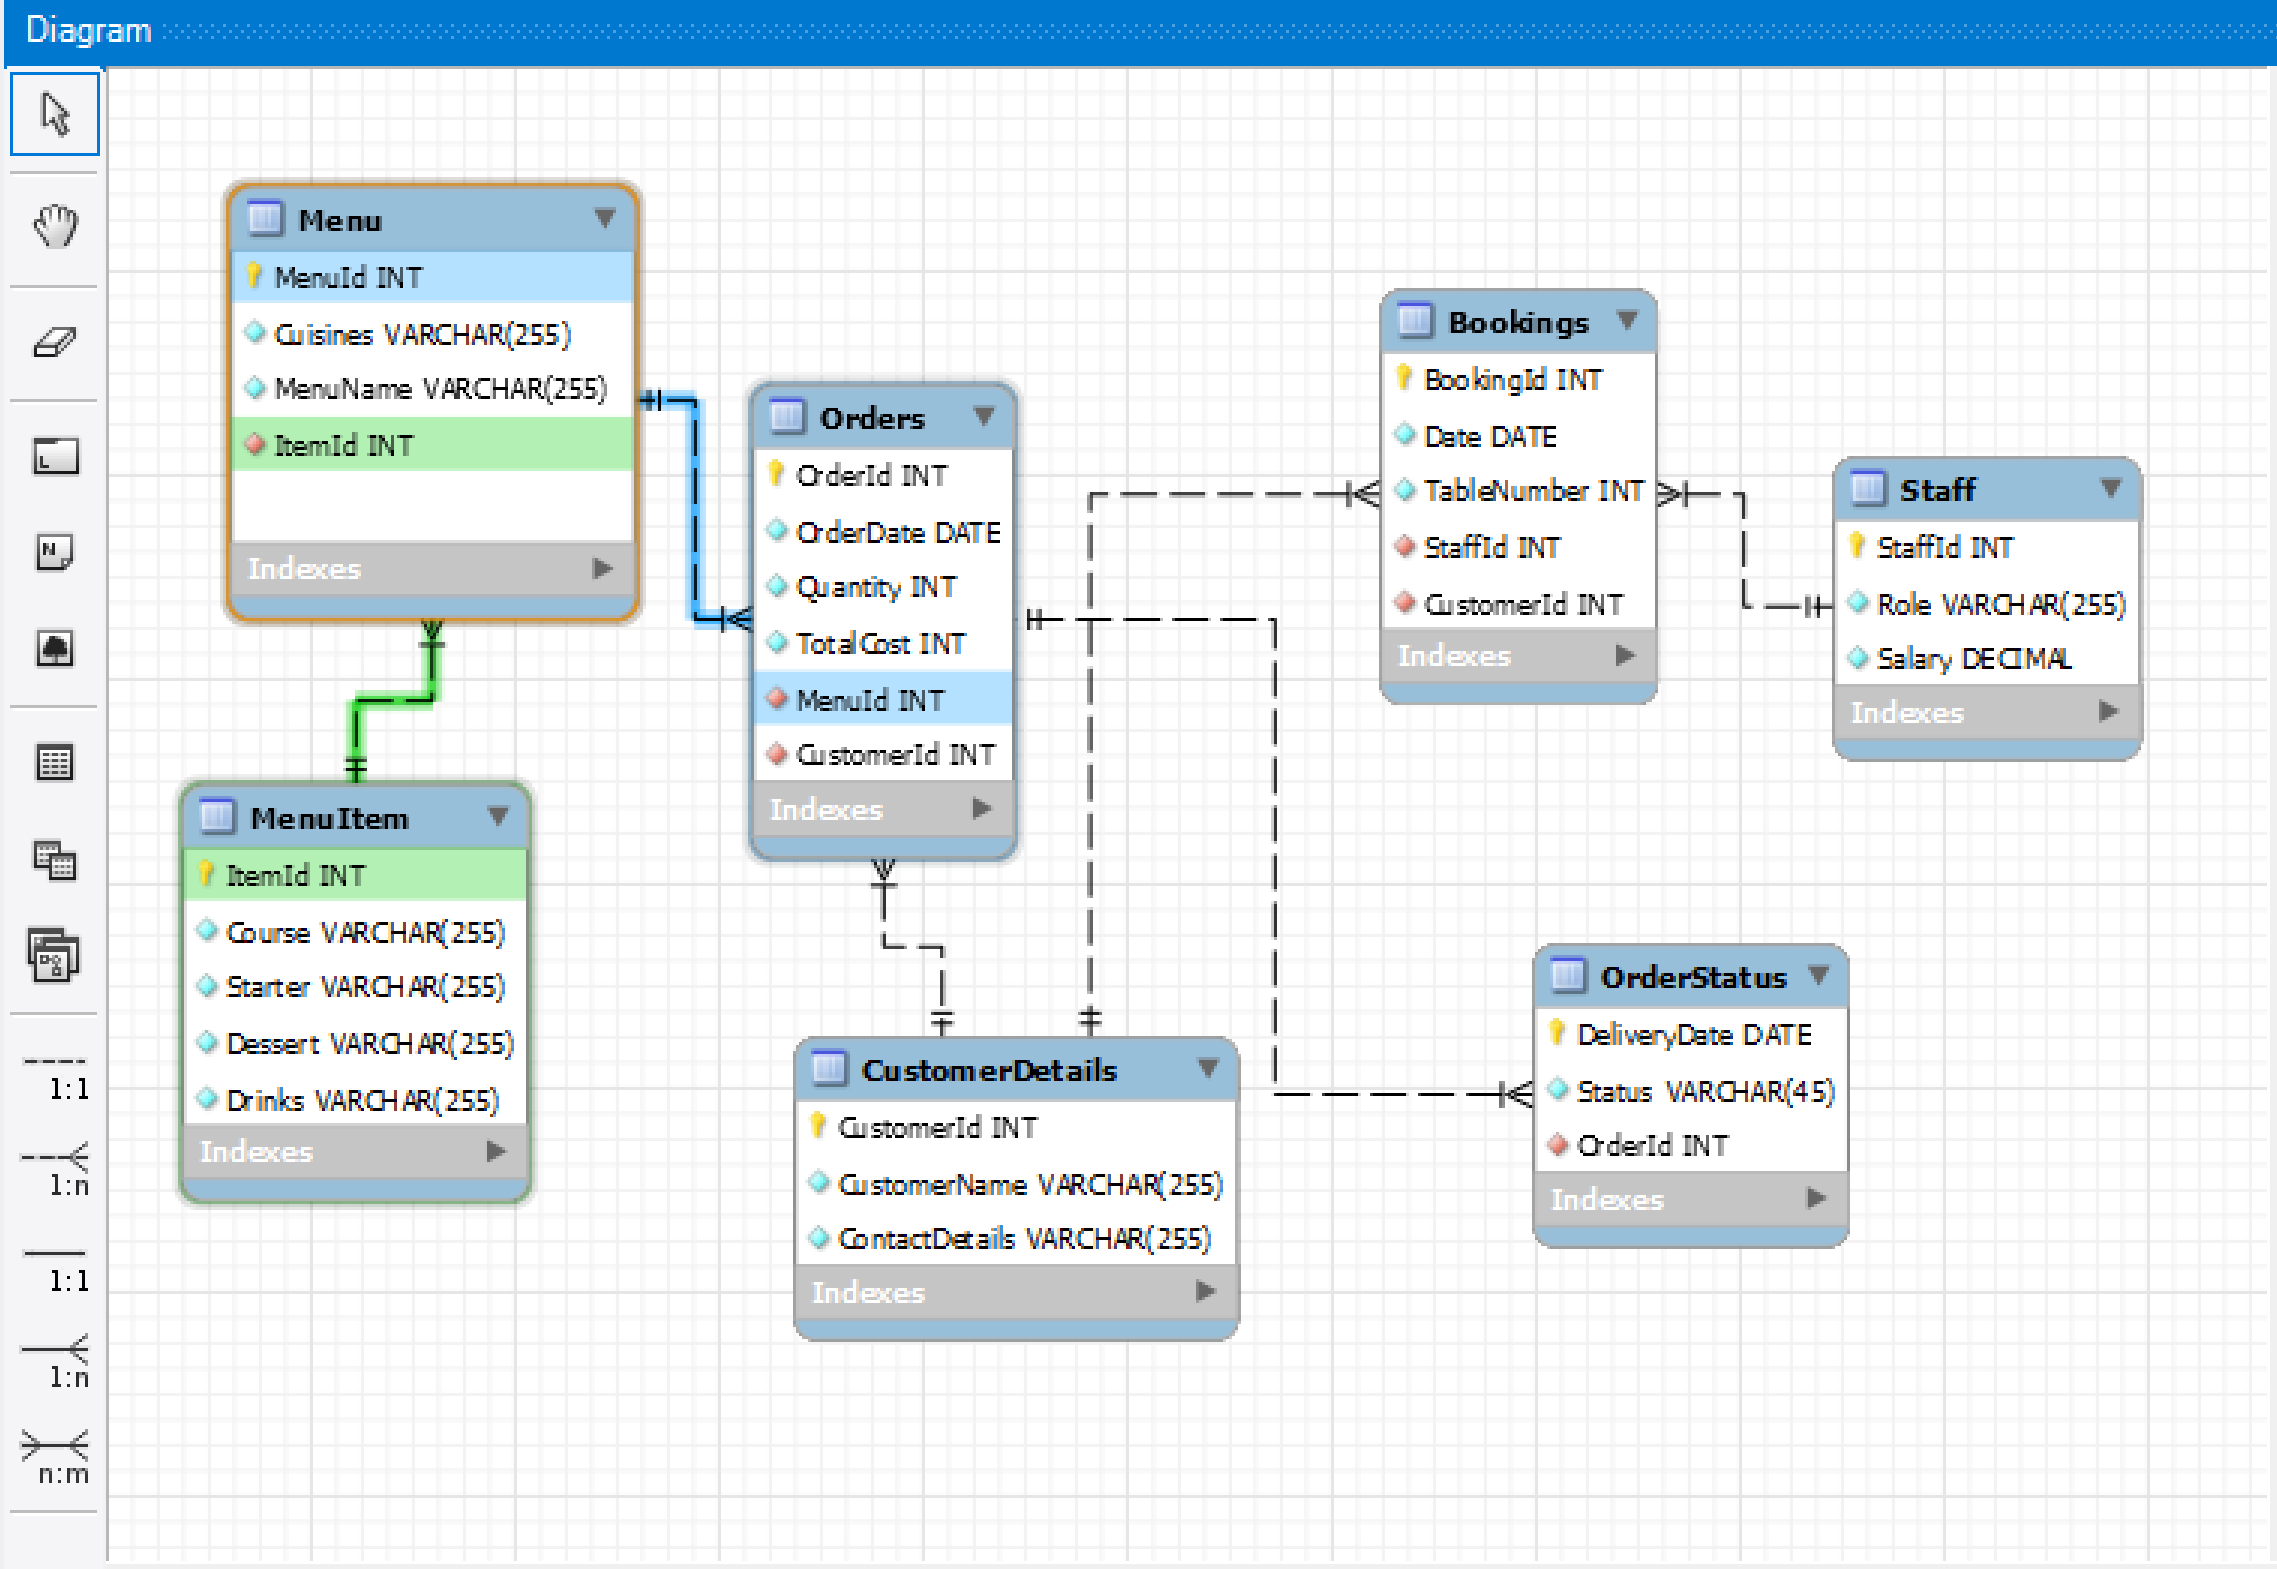 Diagram
Menu
MenuId INT
Cuisines VARCHAR(255)
MenuName VARCHAR(255)
ItemId INT
Indexes
Orders
OrderId INT
OrderDate DATE
Quantity INT
TotalCost INT
MenuId INT
CustomerId INT
Indexes
Bookings
BookingId INT
Date DATE
TableNumber INT
StaffId INT
CustomerId INT
Indexes
Staff
StaffId INT
Role VARCHAR(255)
Salary DECIMAL
Indexes
MenuItem
ItemId INT
Course VARCHAR(255)
Starter VARCHAR(255)
Dessert VARCHAR(255)
Drinks VARCHAR(255)
Indexes
CustomerDetails
CustomerId INT
CustomerName VARCHAR(255)
ContactDetails VARCHAR(255)
Indexes
OrderStatus
DeliveryDate DATE
Status VARCHAR(45)
OrderId INT
Indexes
L
N
1:1
1:n
1:1
1:n
n:m